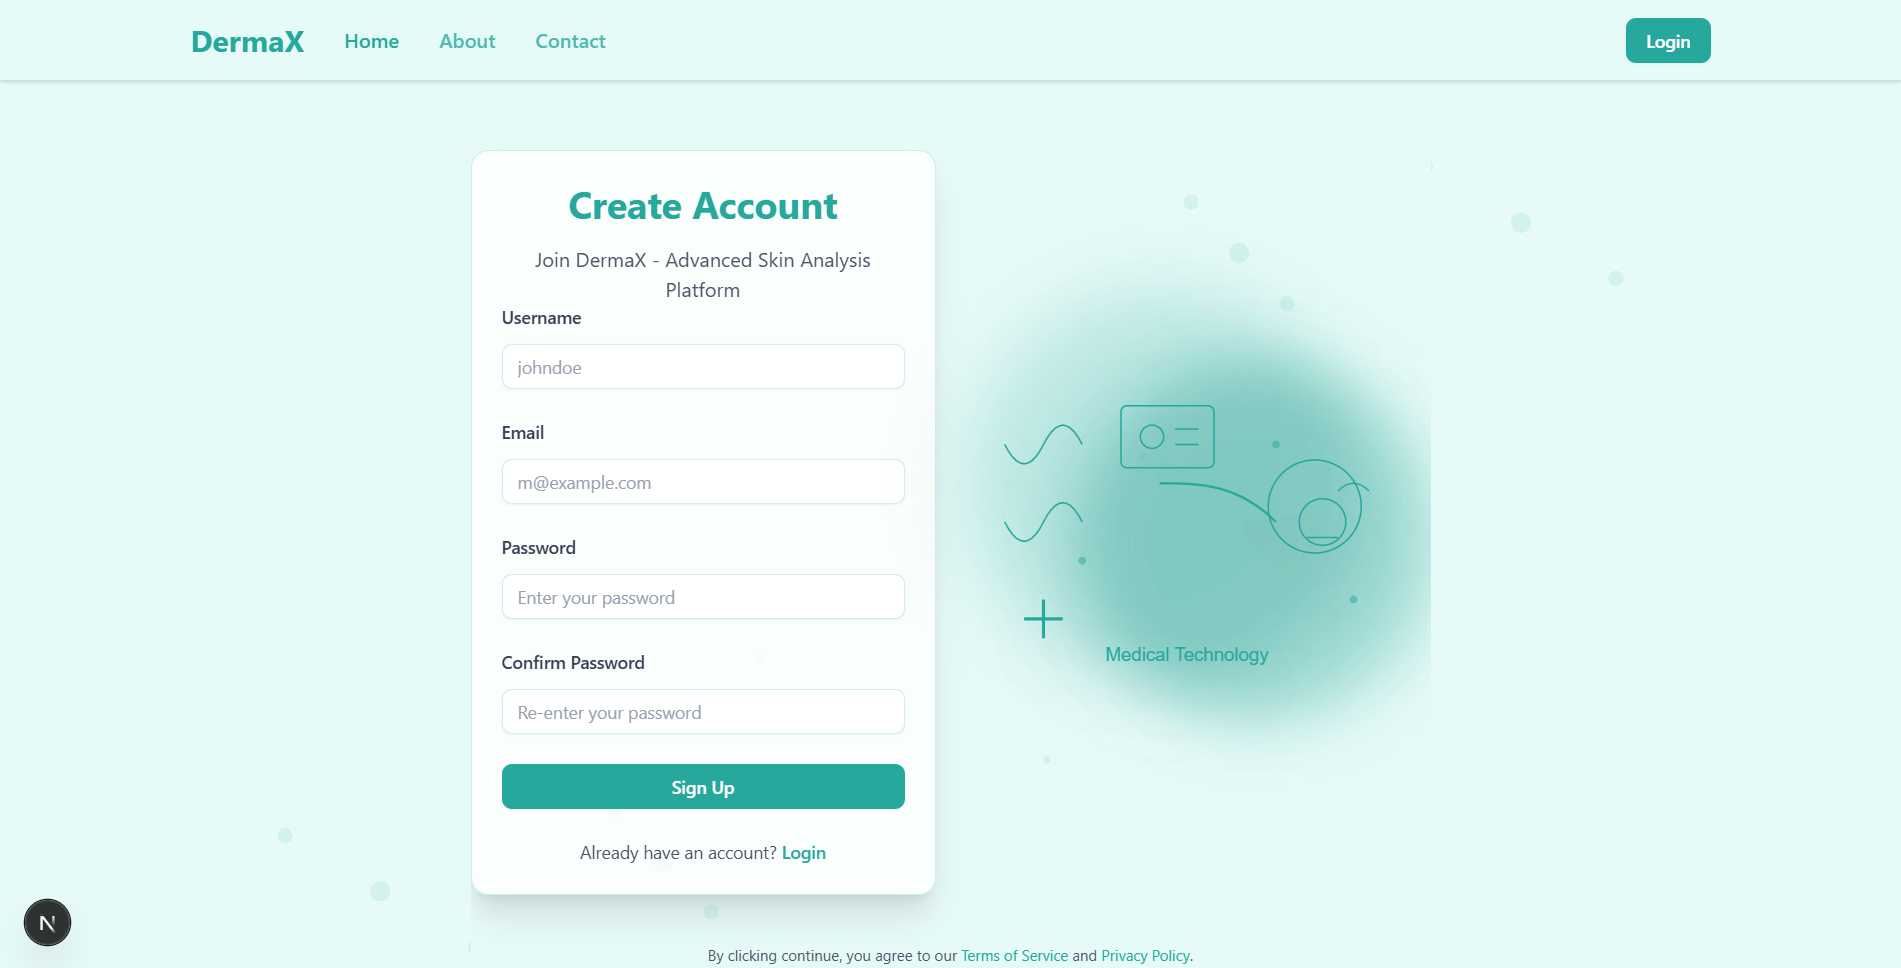 DermaX Home About Contact Login
Create Account
Join DermaX - Advanced Skin Analysis
Platform
Username
johndoe
Email
m@example.com
Password
Enter your password
Confirm Password
Re-enter your password
Sign Up
Already have an account? Login
Medical Technology
N
By clicking continue, you agree to our Terms of Service and Privacy Policy.